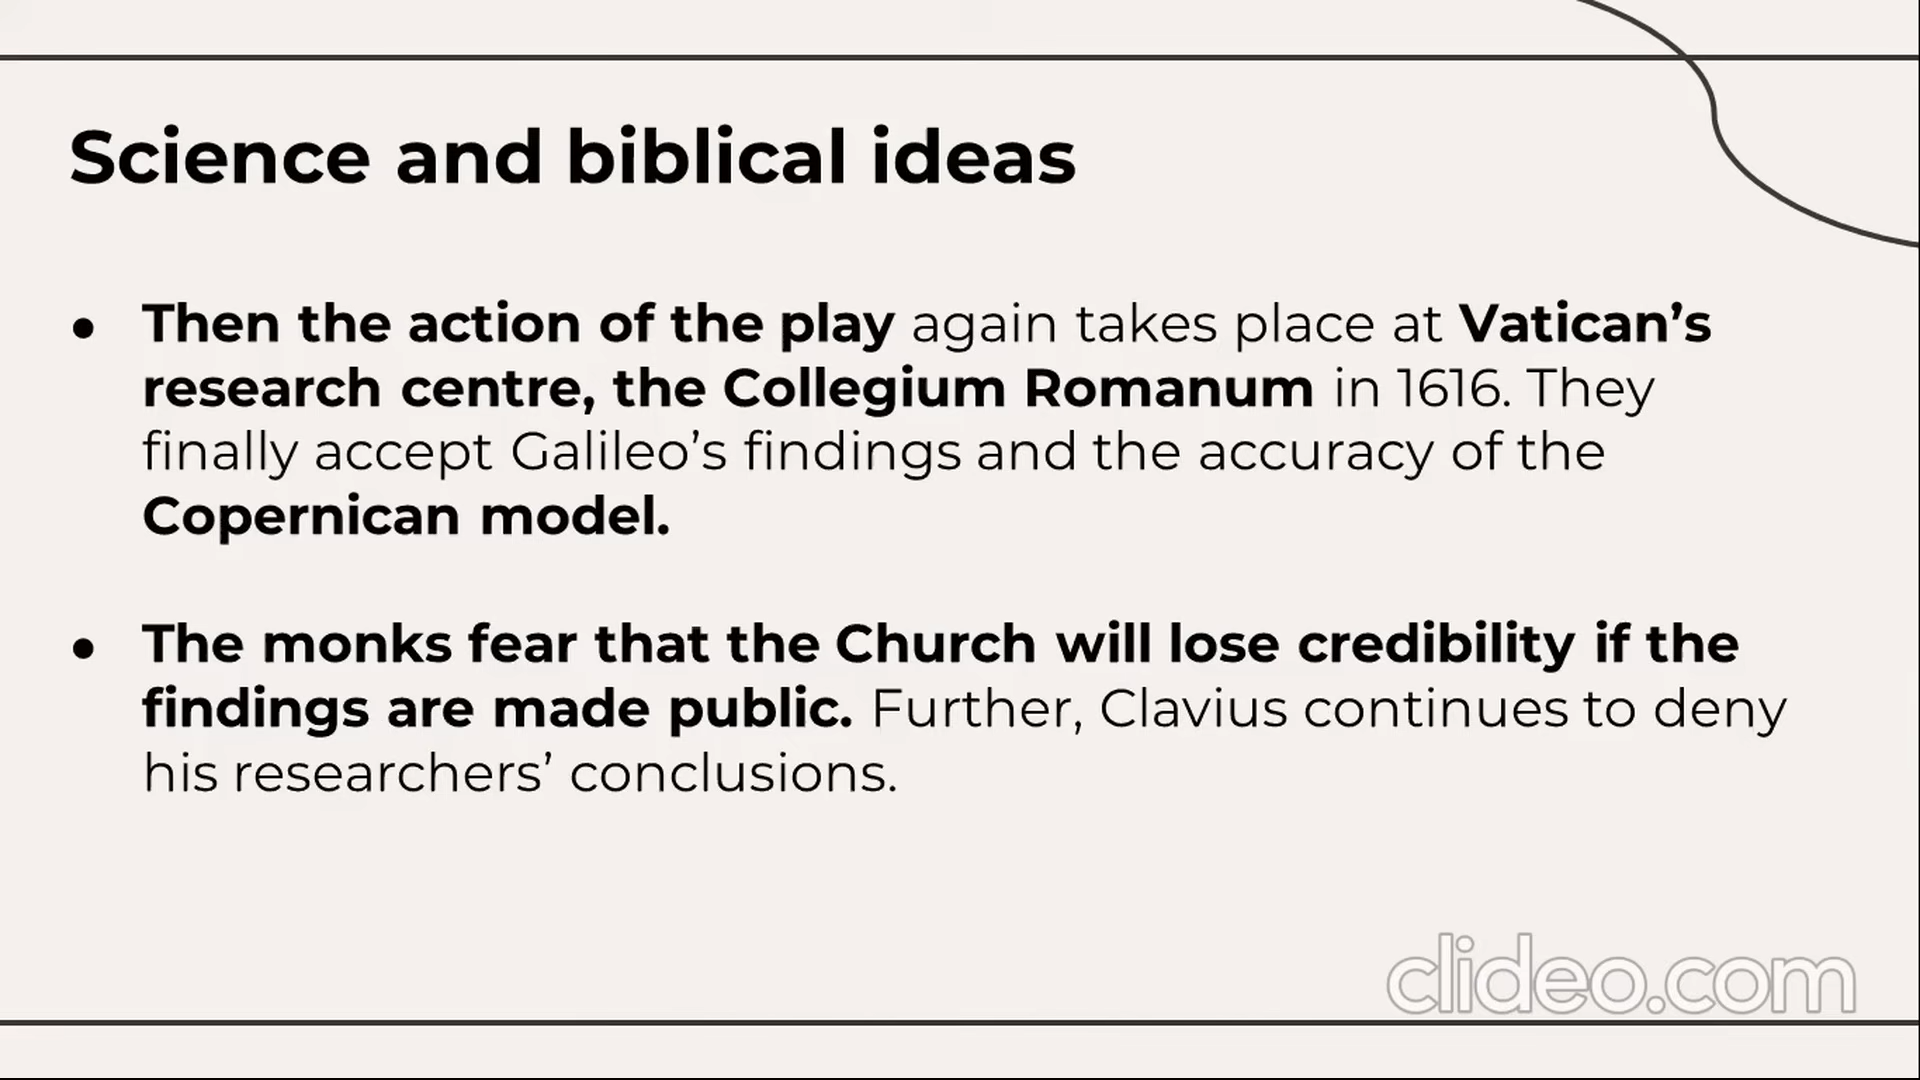 Science and biblical ideas
● Then the action of the play again takes place at Vatican’s
research centre, the Collegium Romanum in 1616. They
finally accept Galileo’s findings and the accuracy of the
Copernican model.
● The monks fear that the Church will lose credibility if the
findings are made public. Further, Clavius continues to deny
his researchers’ conclusions.
clideo.com